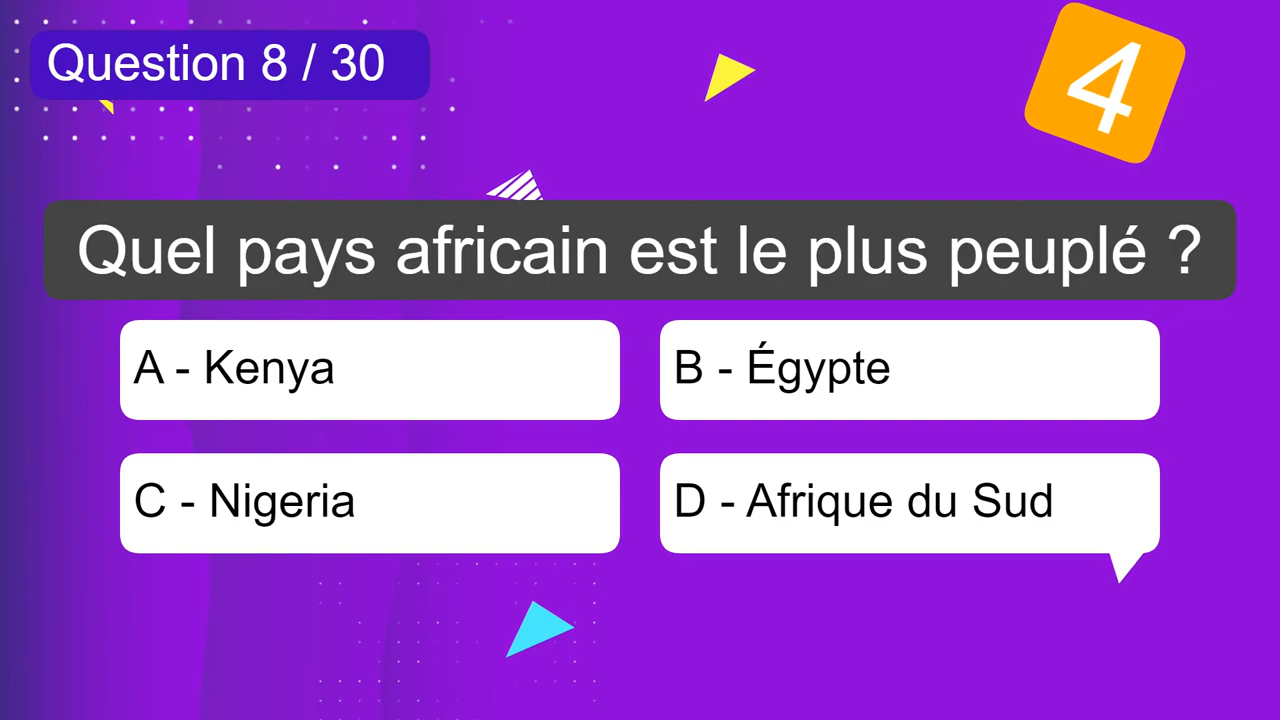 Question 8 / 30
4
Quel pays africain est le plus peuplé ?
A - Kenya
B - Égypte
C - Nigeria
D - Afrique du Sud